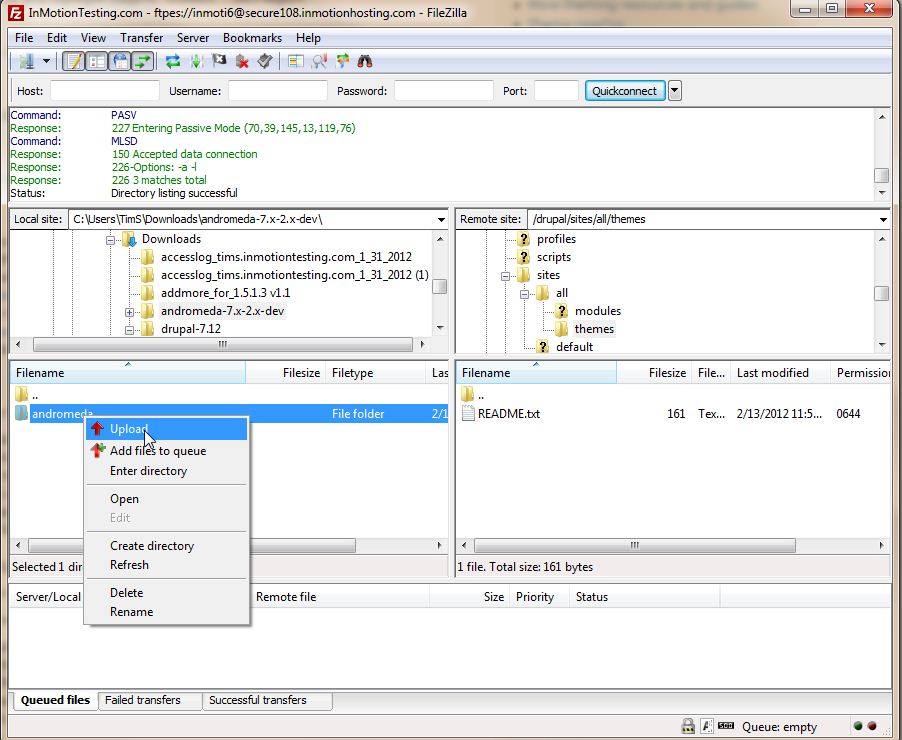 InMotionTesting.com - ftpes://inmoti6@secure108.inmotionhosting.com - FileZilla
File Edit View Transfer Server Bookmarks Help
Host: Username: Password: Port: Quickconnect
Command: PASV
Response: 227 Entering Passive Mode (70,39,145,13,119,76)
Command: MLSD
Response: 150 Accepted data connection
Response: 226-Options: -a -l
Response: 226 3 matches total
Status: Directory listing successful
Local site: C:\Users\TimS\Downloads\andromeda-7.x-2.x-dev\
Downloads
accesslog_tims.inmotiontesting.com_1_31_2012
accesslog_tims.inmotiontesting.com_1_31_2012 (1)
addmore_for_1.5.1.3 v1.1
andromeda-7.x-2.x-dev
drupal-7.12
Remote site: /drupal/sites/all/themes
profiles
scripts
sites
all
modules
themes
default
Filename Filesize Filetype Las
..
andromeda File folder 2/1
Upload
Add files to queue
Enter directory
Open
Edit
Create directory
Refresh
Delete
Rename
Selected 1 dir
Filename Filesize File... Last modified Permission
..
README.txt 161 Tex... 2/13/2012 11:5... 0644
1 file. Total size: 161 bytes
Server/Local Remote file Size Priority Status
Queued files Failed transfers Successful transfers
Queue: empty